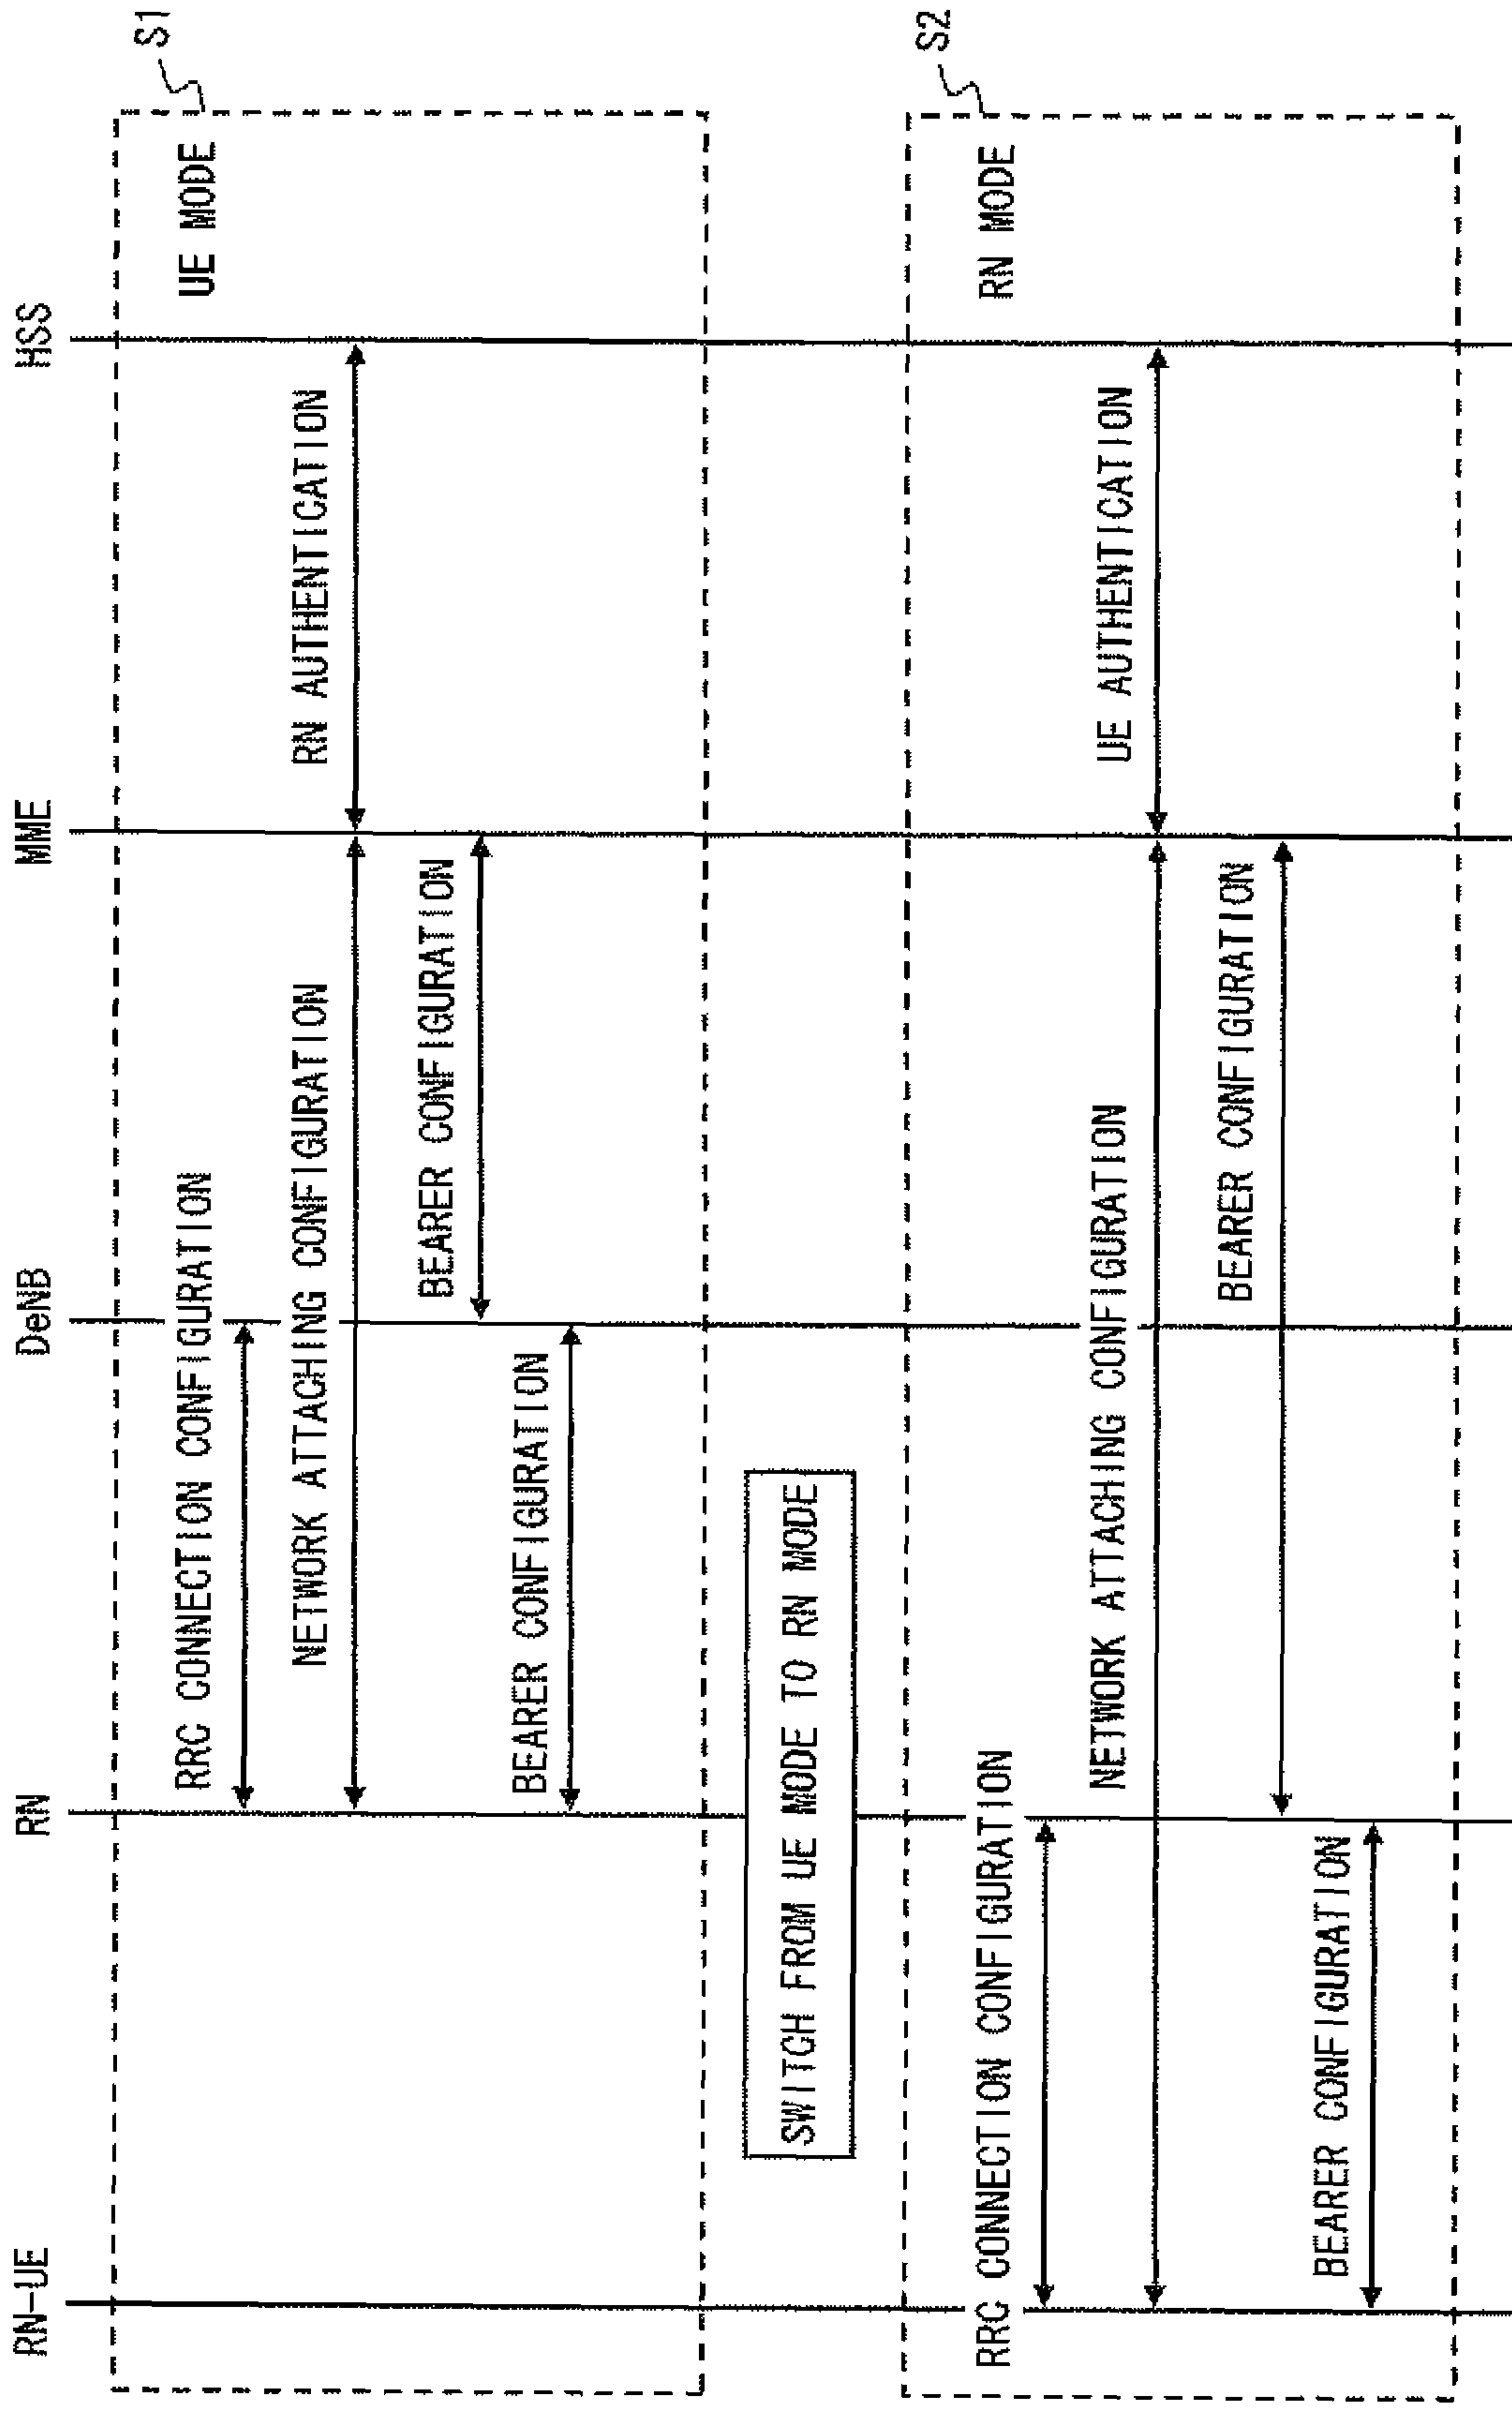 RN-UE
RN
DeNB
MME
HSS
S1
UE MODE
RRC CONNECTION CONFIGURATION
NETWORK ATTACHING CONFIGURATION
RN AUTHENTICATION
BEARER CONFIGURATION
BEARER CONFIGURATION
SWITCH FROM UE MODE TO RN MODE
S2
RN MODE
RRC CONNECTION CONFIGURATION
NETWORK ATTACHING CONFIGURATION
UE AUTHENTICATION
BEARER CONFIGURATION
BEARER CONFIGURATION